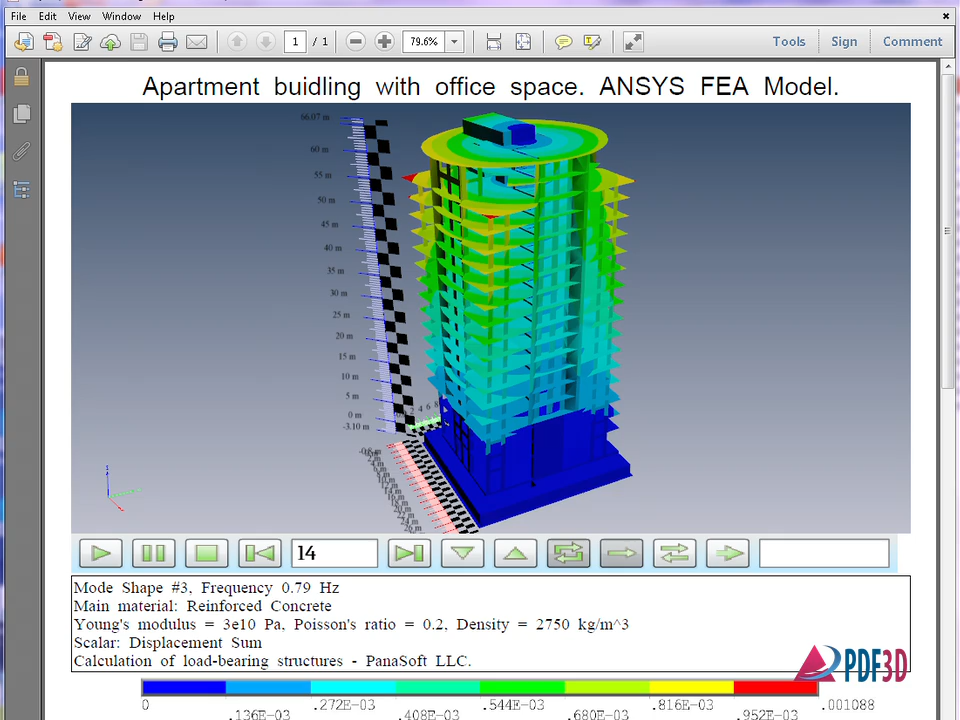 File Edit View Window Help
1 / 1 79.6% Tools Sign Comment
Apartment buidling with office space. ANSYS FEA Model.
66.07 m
60 m
55 m
50 m
45 m
40 m
35 m
30 m
25 m
20 m
15 m
10 m
5 m
0 m
-3.10 m
14
Mode Shape #3, Frequency 0.79 Hz
Main material: Reinforced Concrete
Young's modulus = 3e10 Pa, Poisson's ratio = 0.2, Density = 2750 kg/m^3
Scalar: Displacement Sum
Calculation of load-bearing structures - PanaSoft LLC.
PDF3D
0 .272E-03 .544E-03 .816E-03 .001088
.136E-03 .408E-03 .680E-03 .952E-03